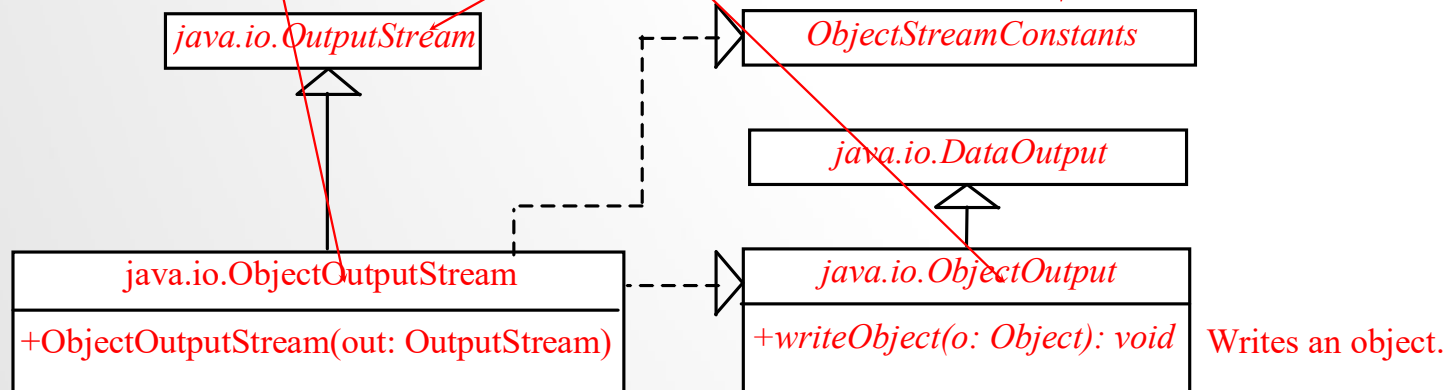 java.io.OutputStream
ObjectStreamConstants
java.io.DataOutput
java.io.ObjectOutputStream
java.io.ObjectOutput
+ObjectOutputStream(out: OutputStream)
+writeObject(o: Object): void
Writes an object.